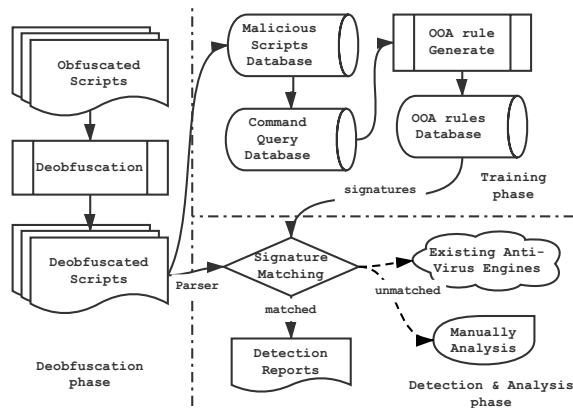 Obfuscated
Scripts
Deobfuscation
Deobfuscated
Scripts
Deobfuscation
phase
Malicious
Scripts
Database
Command
Query
Database
OOA rule
Generate
OOA rules
Database
signatures
Training
phase
Parser
Signature
Matching
matched
unmatched
Detection
Reports
Existing Anti-
Virus Engines
Manually
Analysis
Detection & Analysis
phase